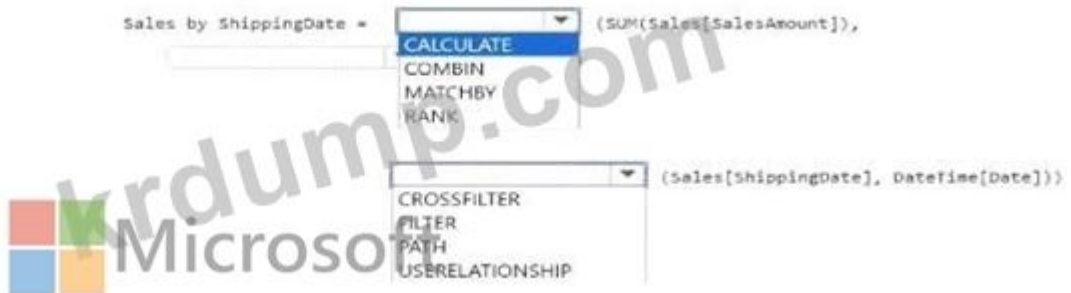 Sales by ShippingDate = (SUM(Sales[SalesAmount]),
CALCULATE
COMBIN
MATCHBY
RANK
(Sales[ShippingDate], DateTime[Date]))
CROSSFILTER
FILTER
PATH
USERELATIONSHIP
krdump.com
Microsoft